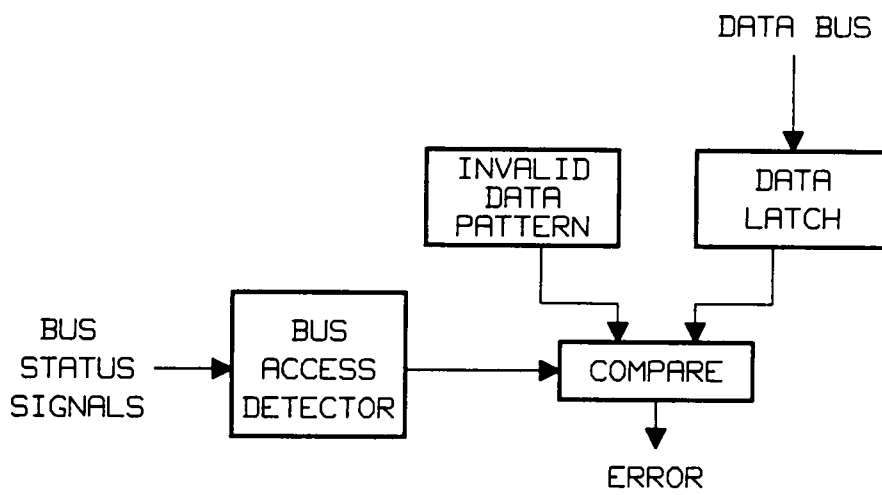 DATA BUS
INVALID
DATA
PATTERN
DATA
LATCH
BUS
STATUS
SIGNALS
BUS
ACCESS
DETECTOR
COMPARE
ERROR